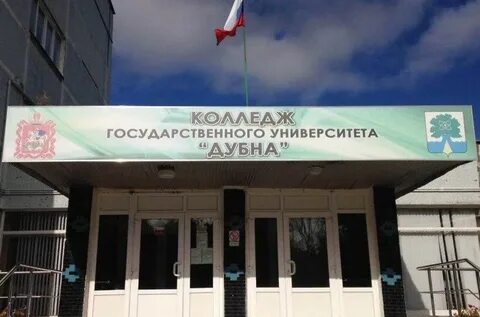 КОЛЛЕДЖ
ГОСУДАРСТВЕННОГО УНИВЕРСИТЕТА
"ДУБНА"